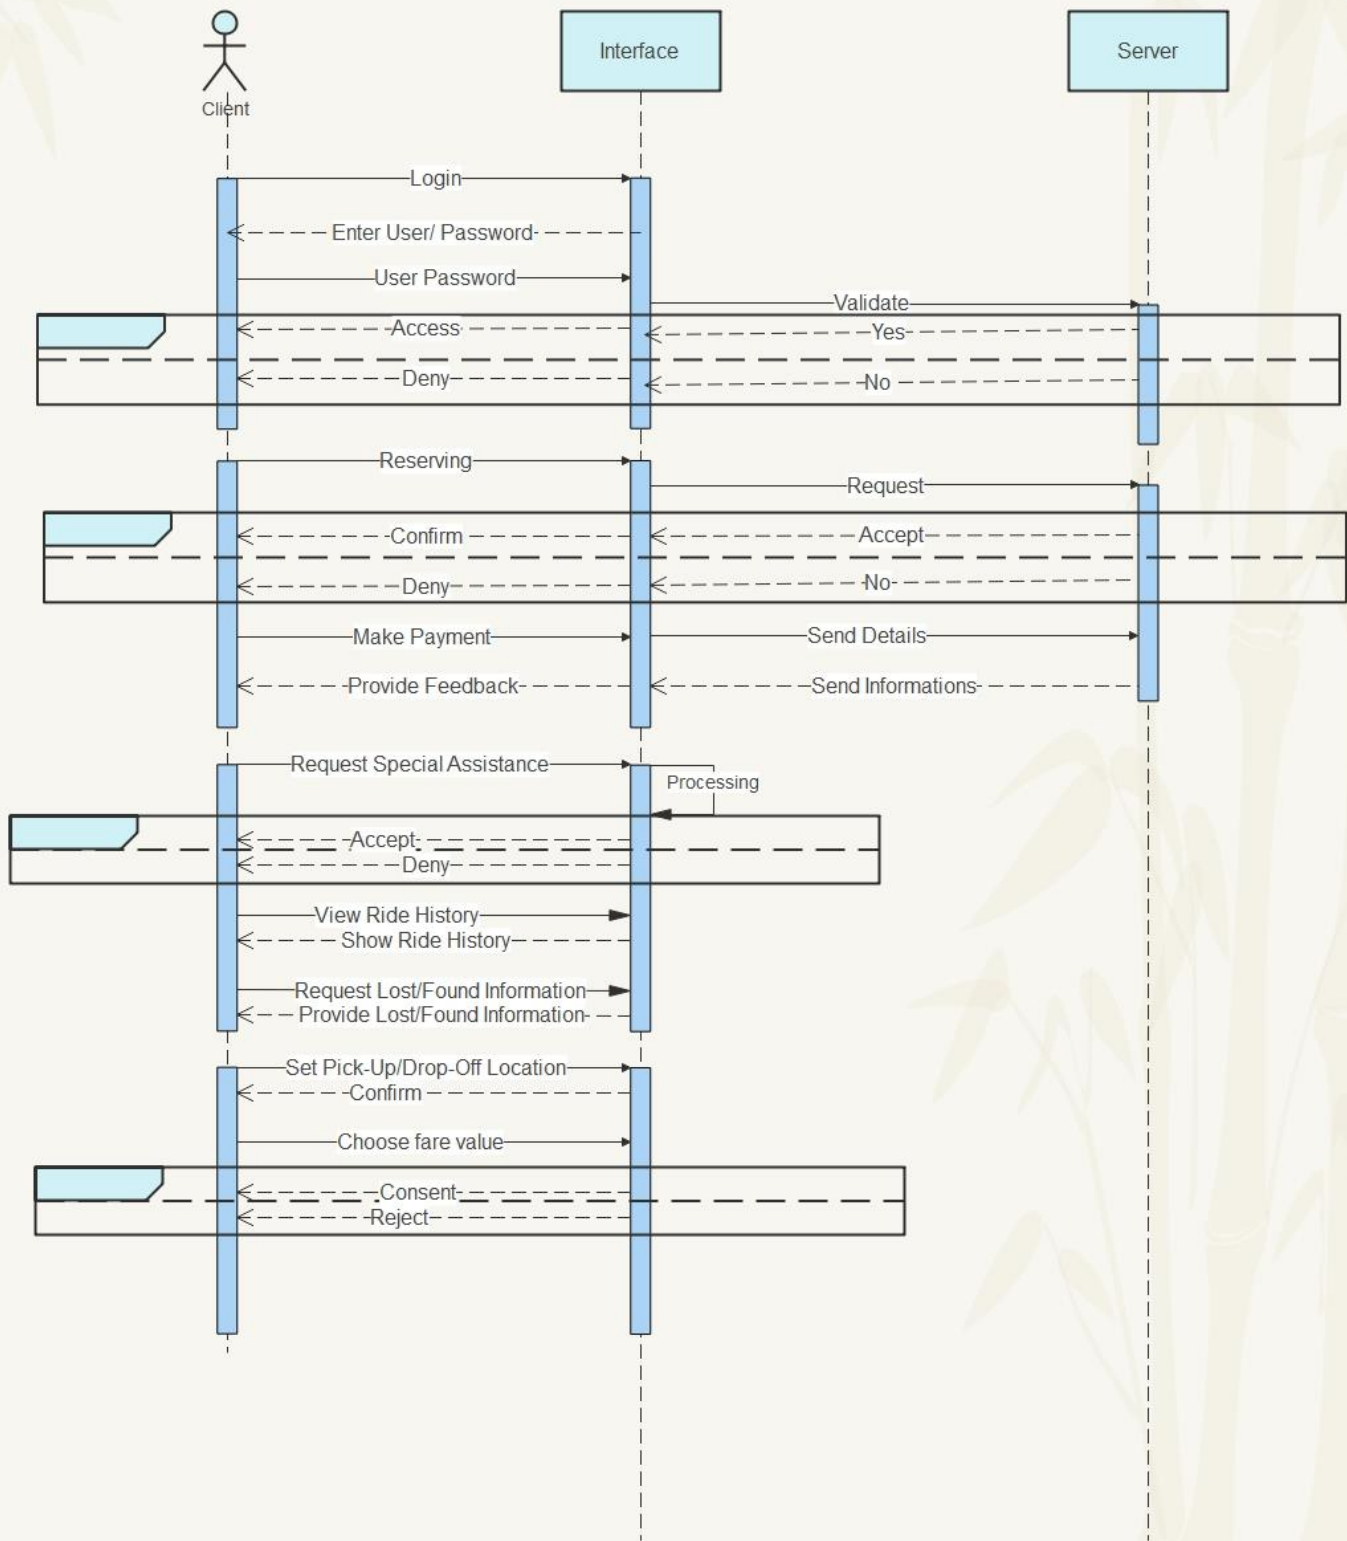 Client
Interface
Server
Login
Enter User/ Password
User Password
Validate
Access
Yes
Deny
No
Reserving
Request
Confirm
Accept
Deny
No
Make Payment
Send Details
Provide Feedback
Send Informations
Request Special Assistance
Processing
Accept
Deny
View Ride History
Show Ride History
Request Lost/Found Information
Provide Lost/Found Information
Set Pick-Up/Drop-Off Location
Confirm
Choose fare value
Consent
Reject